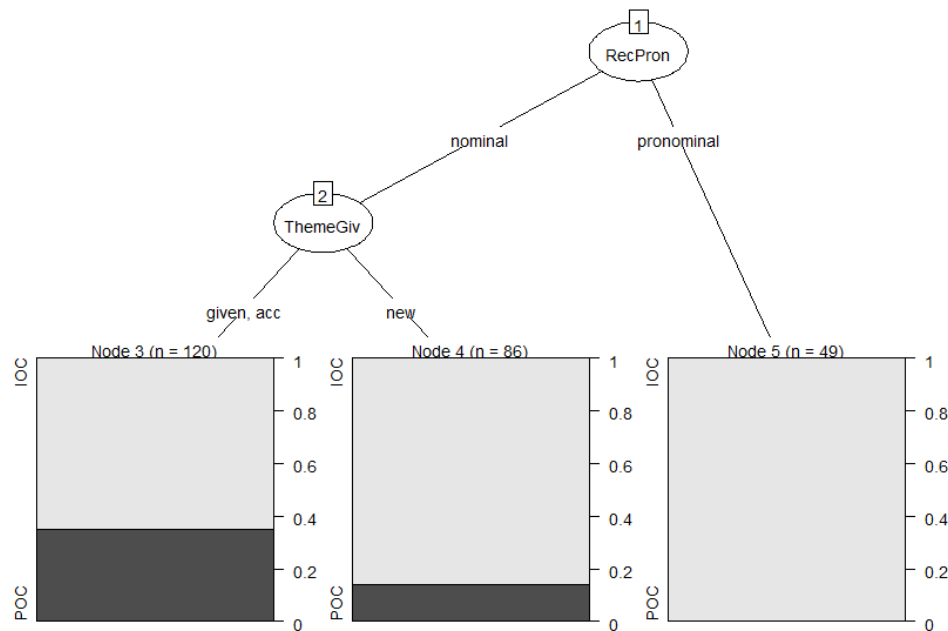 1
RecPron
nominal
pronominal
2
ThemeGiv
given, acc
new
Node 3 (n = 120)
IOC
POC
1
0.8
0.6
0.4
0.2
0
Node 4 (n = 86)
IOC
POC
1
0.8
0.6
0.4
0.2
0
Node 5 (n = 49)
IOC
POC
1
0.8
0.6
0.4
0.2
0